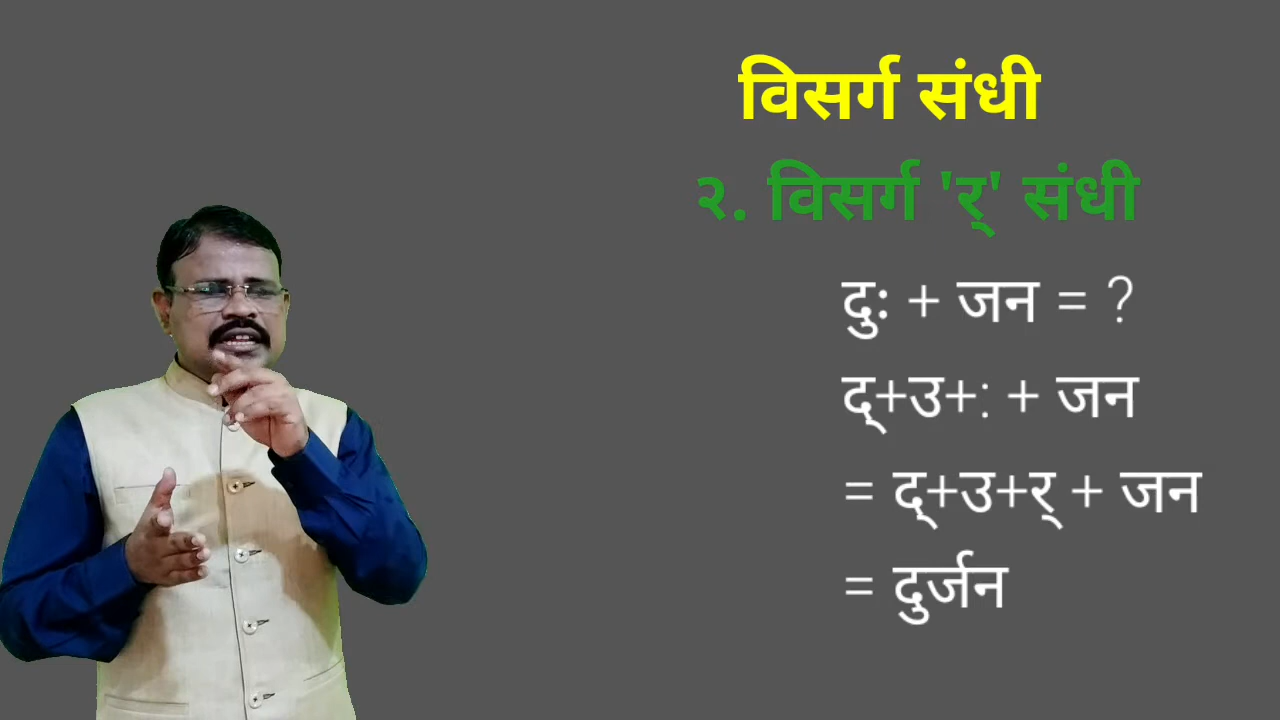 विसर्ग संधी
२. विसर्ग 'र्' संधी
दुः + जन = ?
द्+उ+: + जन
= द्+उ+र् + जन
= दुर्जन